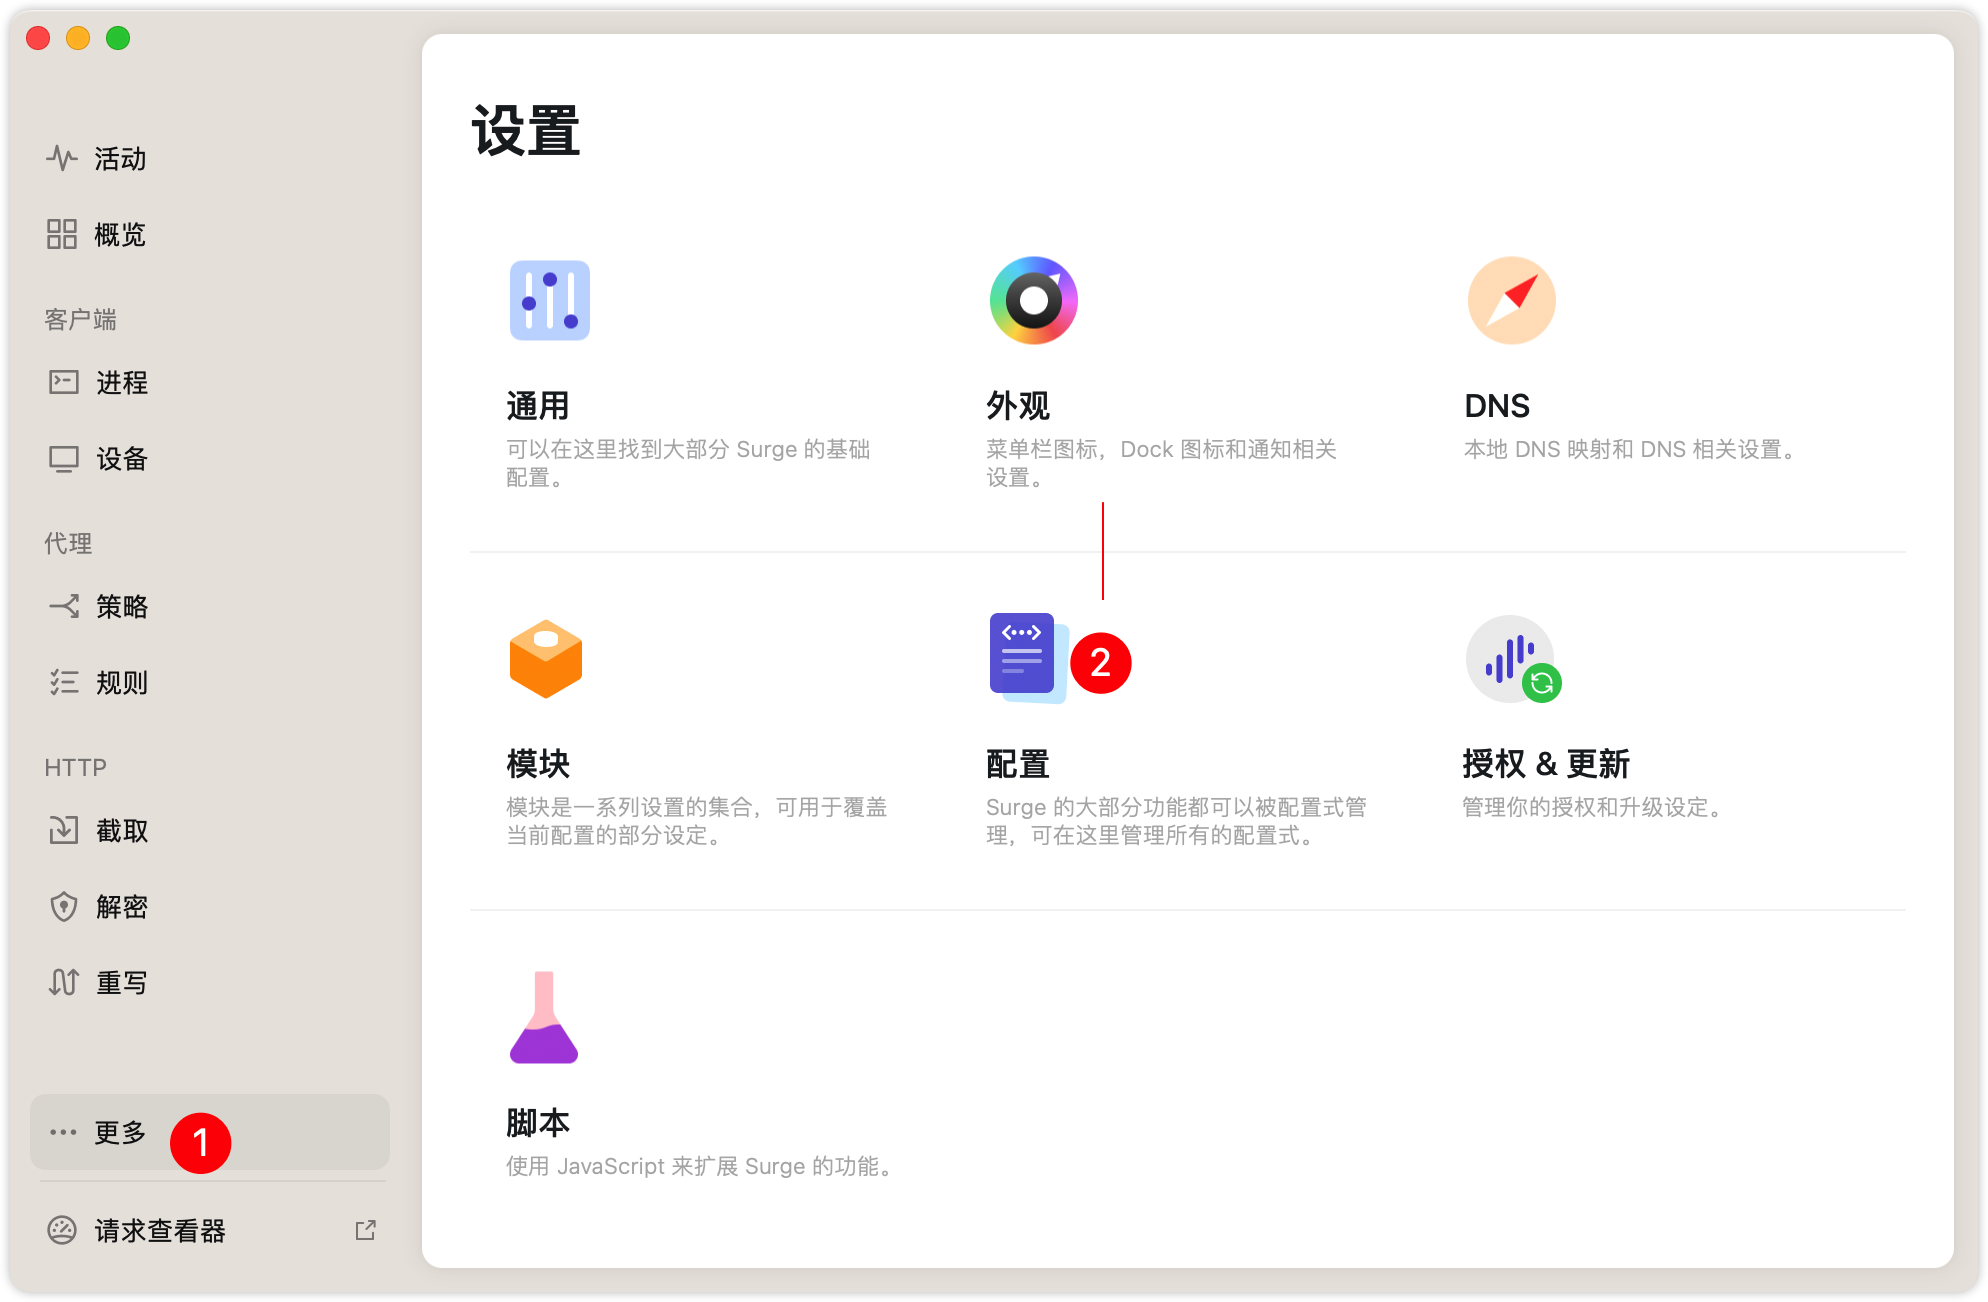 活动
概览
客户端
进程
设备
代理
策略
规则
HTTP
截取
解密
重写
更多
1
请求查看器
设置
通用
可以在这里找到大部分 Surge 的基础
配置。
外观
菜单栏图标，Dock 图标和通知相关
设置。
DNS
本地 DNS 映射和 DNS 相关设置。
模块
模块是一系列设置的集合，可用于覆盖
当前配置的部分设定。
2
配置
Surge 的大部分功能都可以被配置式管
理，可在这里管理所有的配置式。
授权 & 更新
管理你的授权和升级设定。
脚本
使用 JavaScript 来扩展 Surge 的功能。